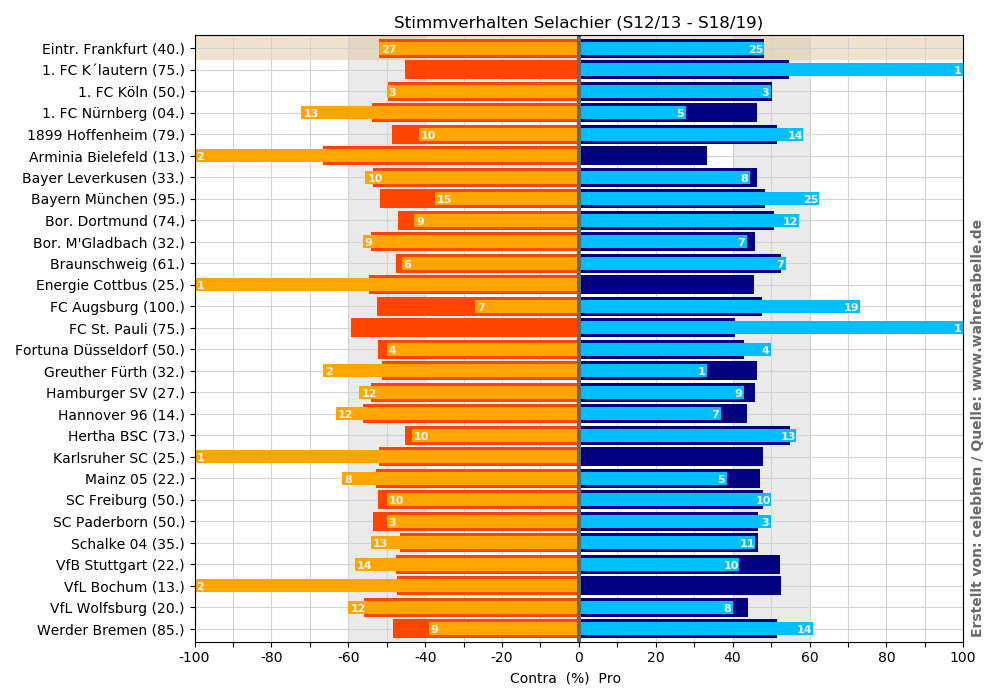 Stimmverhalten Selachier (S12/13 - S18/19)
Eintr. Frankfurt (40.) 27 25
1. FC K´lautern (75.) 1
1. FC Köln (50.) 3 3
1. FC Nürnberg (04.) 13 5
1899 Hoffenheim (79.) 10 14
Arminia Bielefeld (13.) 2
Bayer Leverkusen (33.) 10 8
Bayern München (95.) 15 25
Bor. Dortmund (74.) 9 12
Bor. M'Gladbach (32.) 9 7
Braunschweig (61.) 6 7
Energie Cottbus (25.) 1
FC Augsburg (100.) 7 19
FC St. Pauli (75.) 1
Fortuna Düsseldorf (50.) 4 4
Greuther Fürth (32.) 2 1
Hamburger SV (27.) 12 9
Hannover 96 (14.) 12 7
Hertha BSC (73.) 10 13
Karlsruher SC (25.) 1
Mainz 05 (22.) 8 5
SC Freiburg (50.) 10 10
SC Paderborn (50.) 3 3
Schalke 04 (35.) 13 11
VfB Stuttgart (22.) 14 10
VfL Bochum (13.) 2
VfL Wolfsburg (20.) 12 8
Werder Bremen (85.) 9 14
-100 -80 -60 -40 -20 0 20 40 60 80 100
Contra (%) Pro
Erstellt von: celebhen / Quelle: www.wahretabelle.de